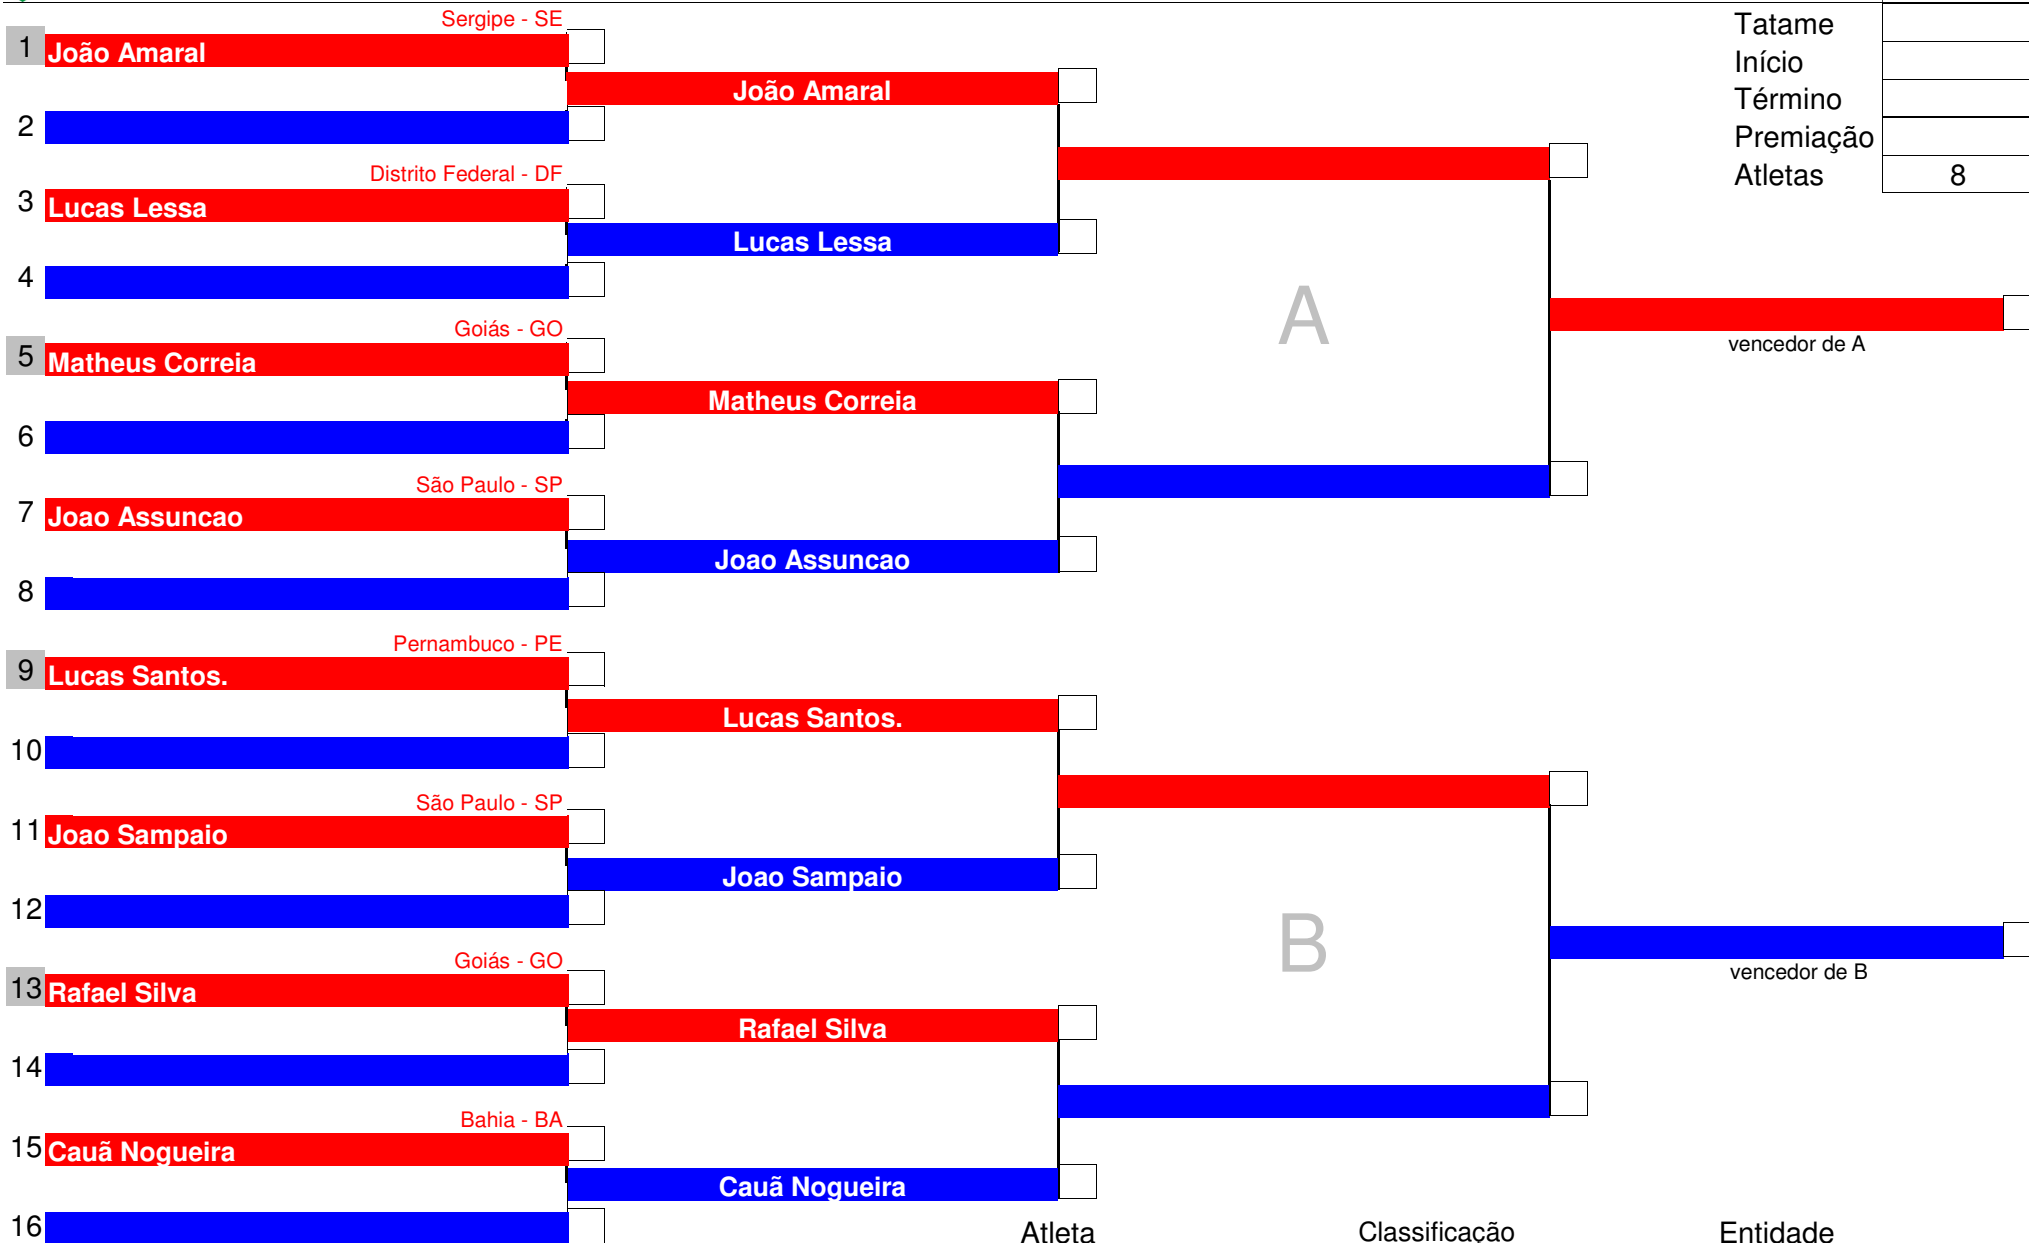 Sergipe - SE
Tatame
1 João Amaral
Início
João Amaral
Término
2
Premiação
Distrito Federal - DF
Atletas 8
3 Lucas Lessa
Lucas Lessa
4
A
Goiás - GO
vencedor de A
5 Matheus Correia
Matheus Correia
6
São Paulo - SP
7 Joao Assuncao
Joao Assuncao
8
Pernambuco - PE
9 Lucas Santos.
Lucas Santos.
10
São Paulo - SP
11 Joao Sampaio
Joao Sampaio
12
B
Goiás - GO
vencedor de B
13 Rafael Silva
Rafael Silva
14
Bahia - BA
15 Cauã Nogueira
Cauã Nogueira
16
Atleta Classificação Entidade